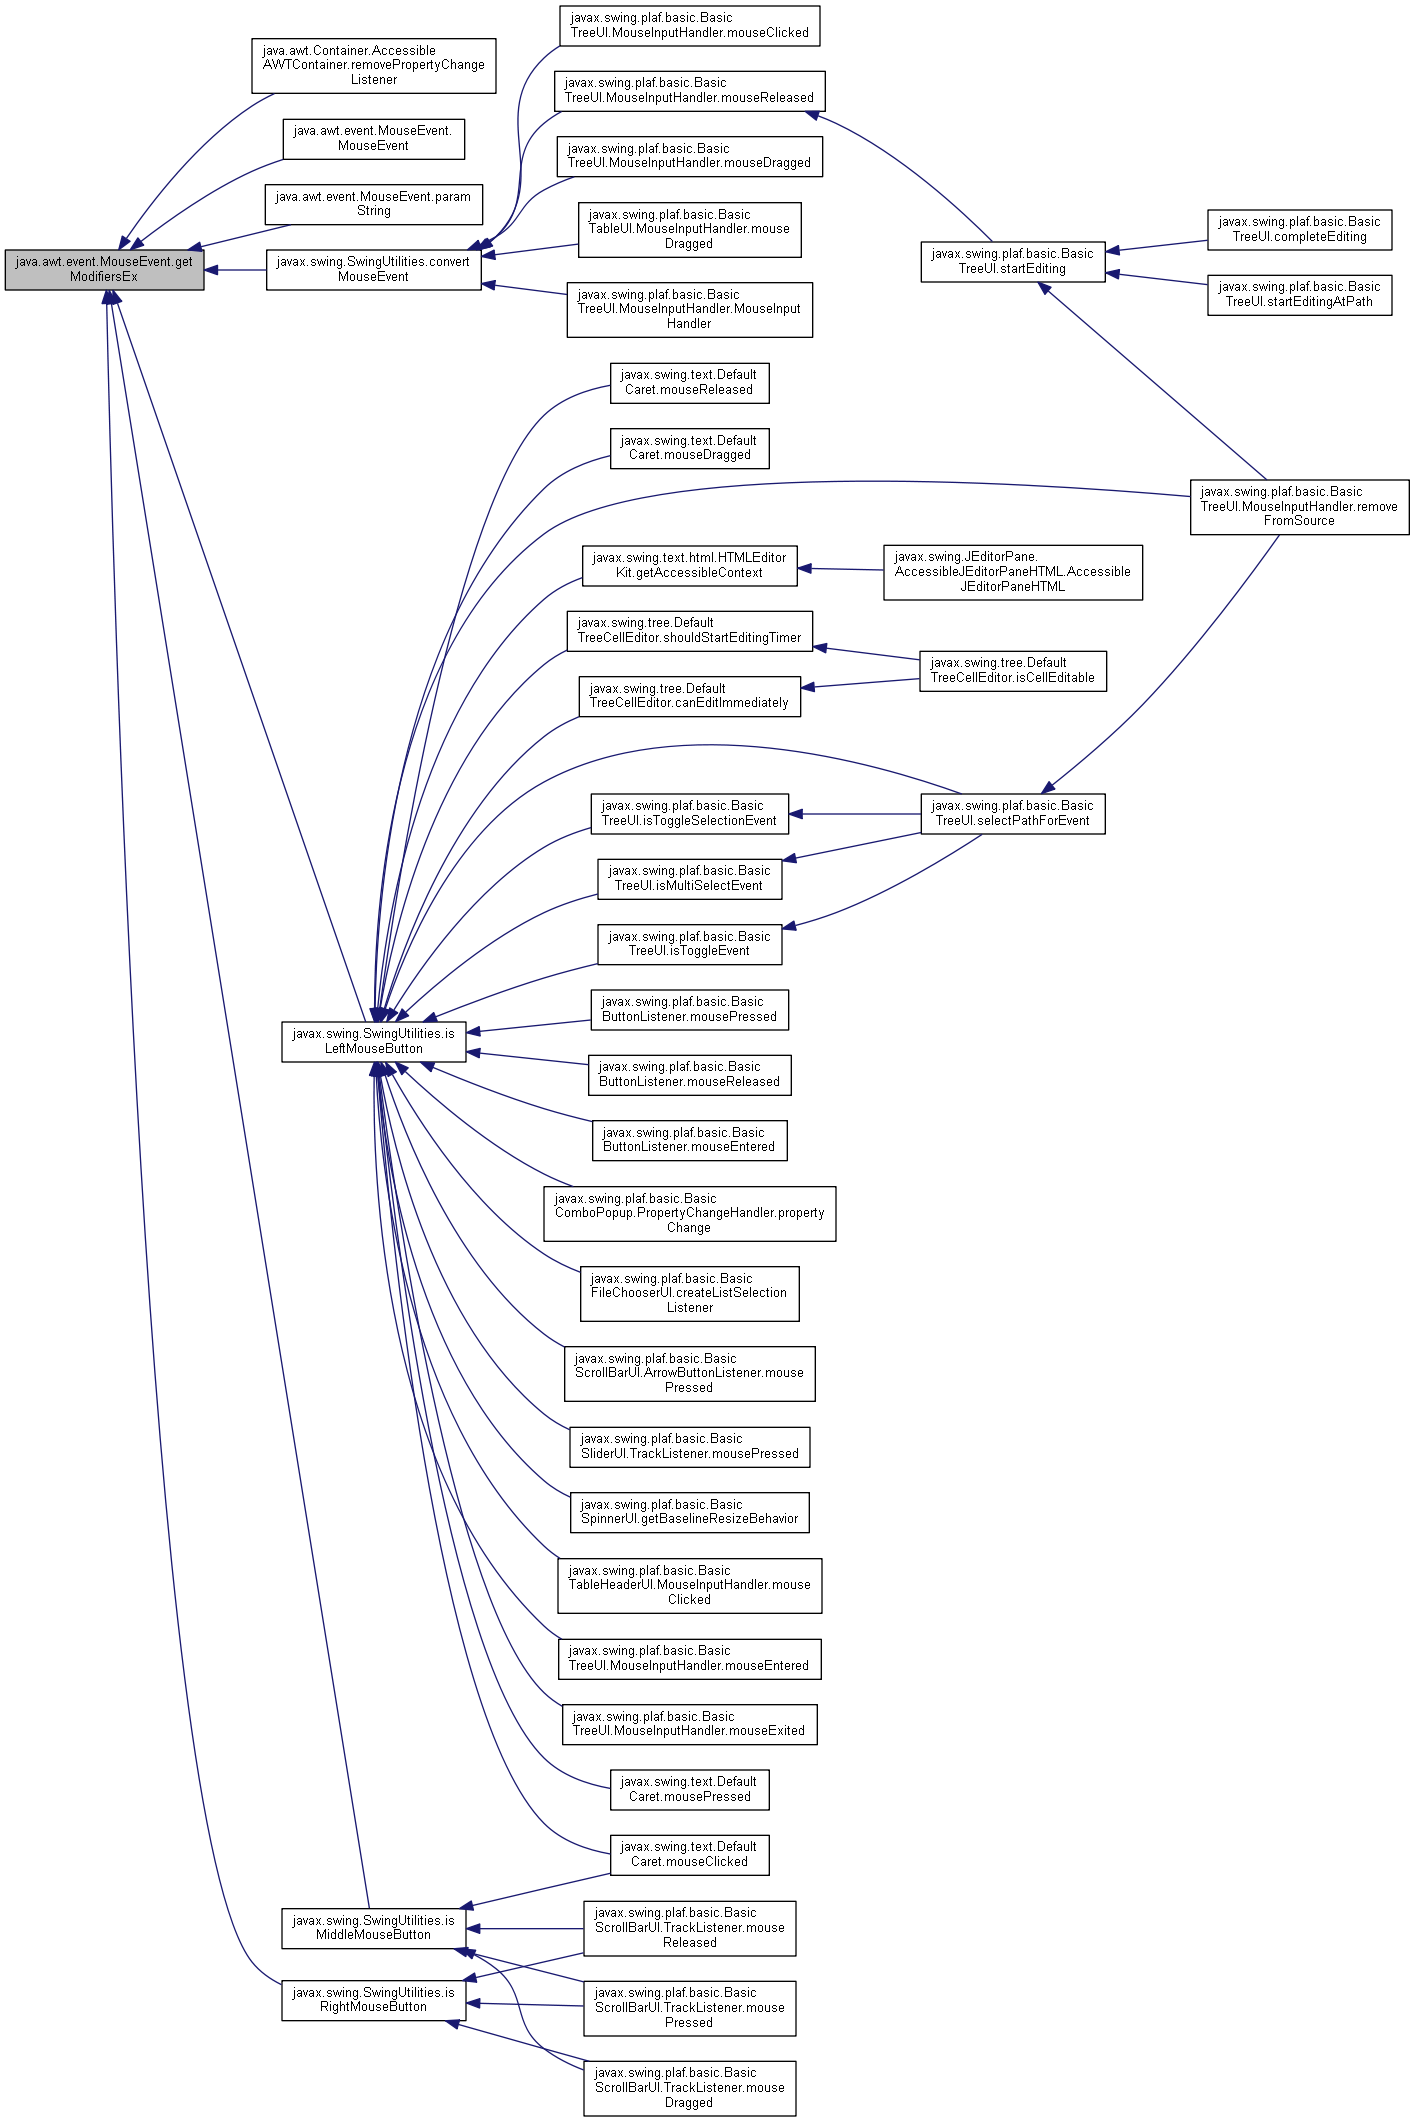 javax.swing.plaf.basic.Basic
TreeUI.MouseInputHandler.mouseClicked
java.awt.Container.Accessible
AWTContainer.removePropertyChange
Listener
javax.swing.plaf.basic.Basic
TreeUI.MouseInputHandler.mouseReleased
java.awt.event.MouseEvent.
MouseEvent
javax.swing.plaf.basic.Basic
TreeUI.MouseInputHandler.mouseDragged
java.awt.event.MouseEvent.param
String
javax.swing.plaf.basic.Basic
TableUI.MouseInputHandler.mouse
Dragged
javax.swing.plaf.basic.Basic
TreeUI.completeEditing
java.awt.event.MouseEvent.get
ModifiersEx
javax.swing.SwingUtilities.convert
MouseEvent
javax.swing.plaf.basic.Basic
TreeUI.startEditing
javax.swing.plaf.basic.Basic
TreeUI.startEditingAtPath
javax.swing.plaf.basic.Basic
TreeUI.MouseInputHandler.MouseInput
Handler
javax.swing.text.Default
Caret.mouseReleased
javax.swing.text.Default
Caret.mouseDragged
javax.swing.plaf.basic.Basic
TreeUI.MouseInputHandler.remove
FromSource
javax.swing.text.html.HTMLEditor
Kit.getAccessibleContext
javax.swing.JEditorPane.
AccessibleJEditorPaneHTML.Accessible
JEditorPaneHTML
javax.swing.tree.Default
TreeCellEditor.shouldStartEditingTimer
javax.swing.tree.Default
TreeCellEditor.isCellEditable
javax.swing.tree.Default
TreeCellEditor.canEditImmediately
javax.swing.plaf.basic.Basic
TreeUI.isToggleSelectionEvent
javax.swing.plaf.basic.Basic
TreeUI.selectPathForEvent
javax.swing.plaf.basic.Basic
TreeUI.isMultiSelectEvent
javax.swing.plaf.basic.Basic
TreeUI.isToggleEvent
javax.swing.plaf.basic.Basic
ButtonListener.mousePressed
javax.swing.SwingUtilities.is
LeftMouseButton
javax.swing.plaf.basic.Basic
ButtonListener.mouseReleased
javax.swing.plaf.basic.Basic
ButtonListener.mouseEntered
javax.swing.plaf.basic.Basic
ComboPopup.PropertyChangeHandler.property
Change
javax.swing.plaf.basic.Basic
FileChooserUI.createListSelection
Listener
javax.swing.plaf.basic.Basic
ScrollBarUI.ArrowButtonListener.mouse
Pressed
javax.swing.plaf.basic.Basic
SliderUI.TrackListener.mousePressed
javax.swing.plaf.basic.Basic
SpinnerUI.getBaselineResizeBehavior
javax.swing.plaf.basic.Basic
TableHeaderUI.MouseInputHandler.mouse
Clicked
javax.swing.plaf.basic.Basic
TreeUI.MouseInputHandler.mouseEntered
javax.swing.plaf.basic.Basic
TreeUI.MouseInputHandler.mouseExited
javax.swing.text.Default
Caret.mousePressed
javax.swing.text.Default
Caret.mouseClicked
javax.swing.SwingUtilities.is
MiddleMouseButton
javax.swing.plaf.basic.Basic
ScrollBarUI.TrackListener.mouse
Released
javax.swing.SwingUtilities.is
RightMouseButton
javax.swing.plaf.basic.Basic
ScrollBarUI.TrackListener.mouse
Pressed
javax.swing.plaf.basic.Basic
ScrollBarUI.TrackListener.mouse
Dragged